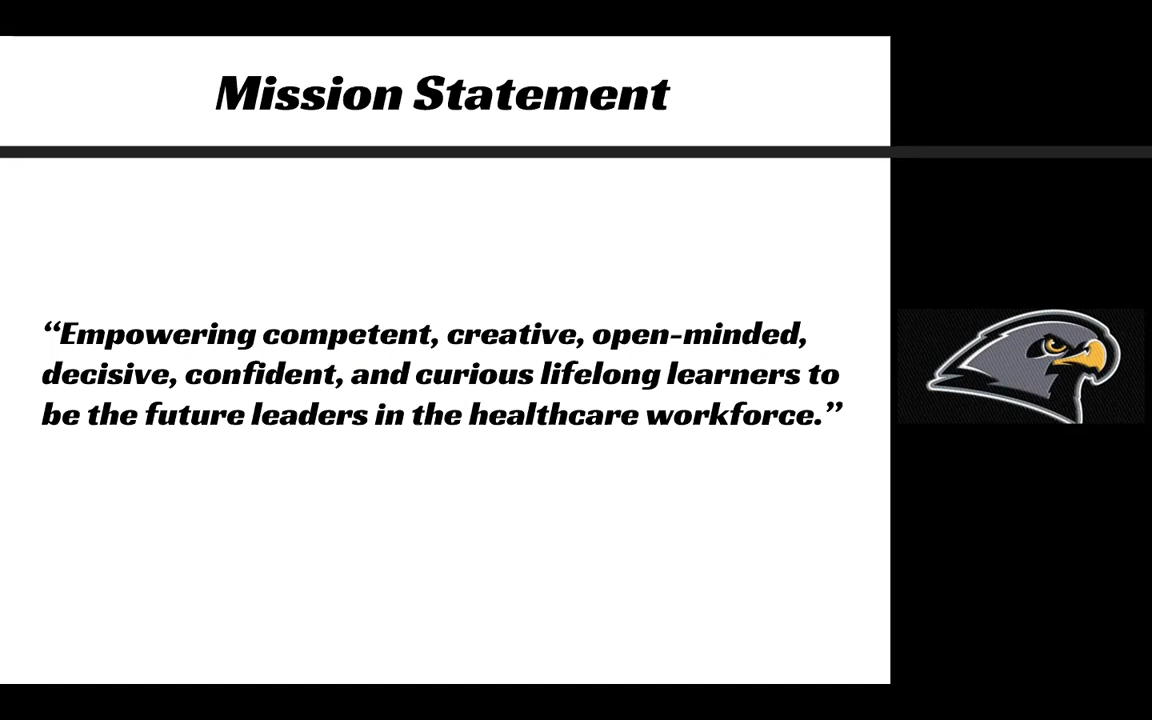 Mission Statement
“Empowering competent, creative, open-minded,
decisive, confident, and curious lifelong learners to
be the future leaders in the healthcare workforce.”